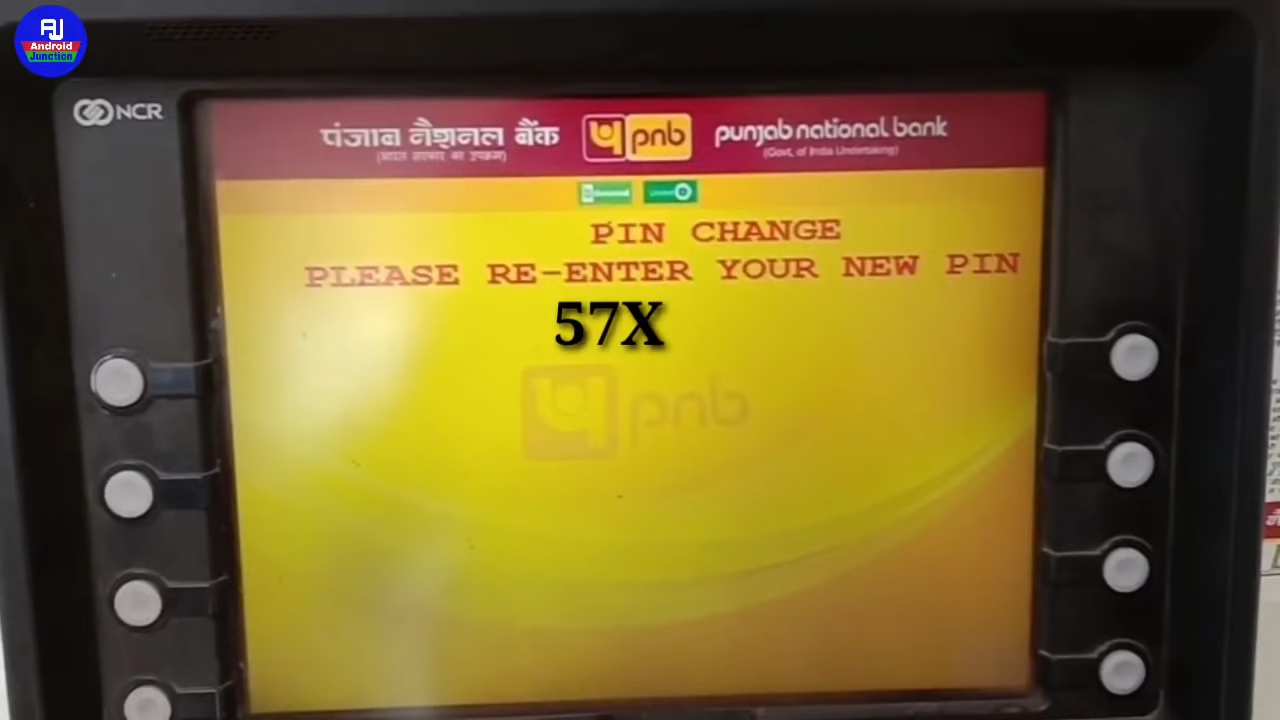 AJ
Android
Junction
NCR
पंजाब नैशनल बैंक
(भारत सरकार का उपक्रम)
pnb
punjab national bank
(Govt. of India Undertaking)
PIN CHANGE
PLEASE RE-ENTER YOUR NEW PIN
57X
pnb